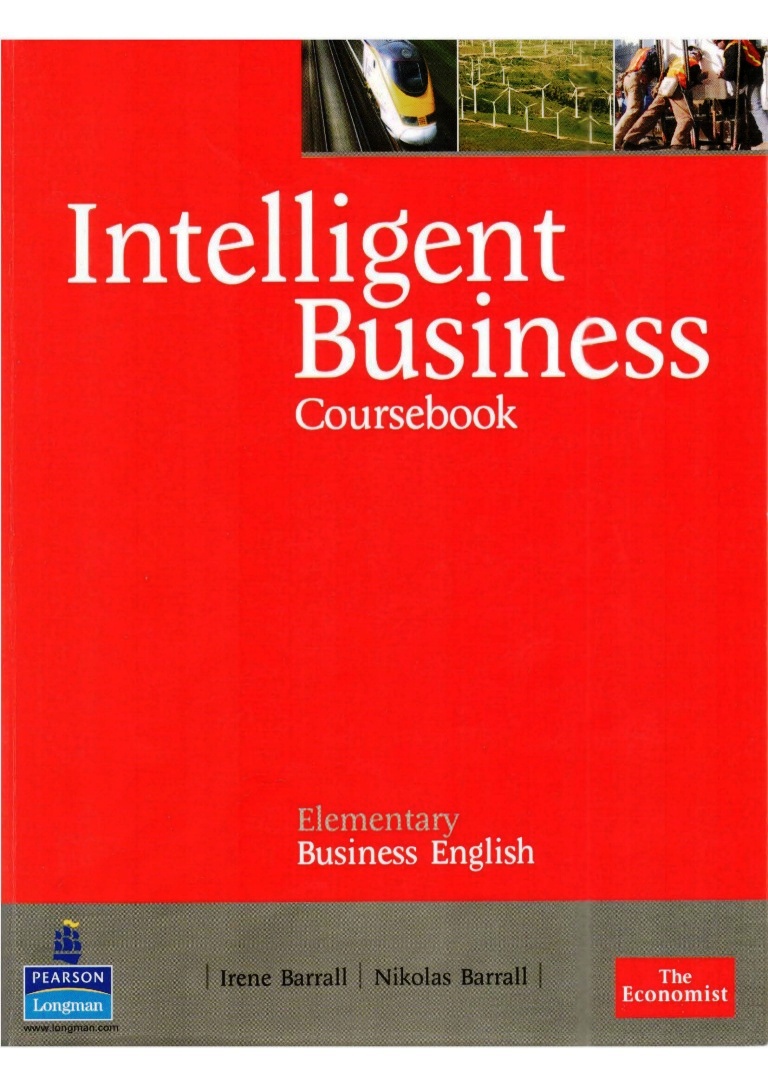 Intelligent
Business
Coursebook
Elementary
Business English
PEARSON
Longman
www.longman.com
| Irene Barrall | Nikolas Barrall |
The
Economist